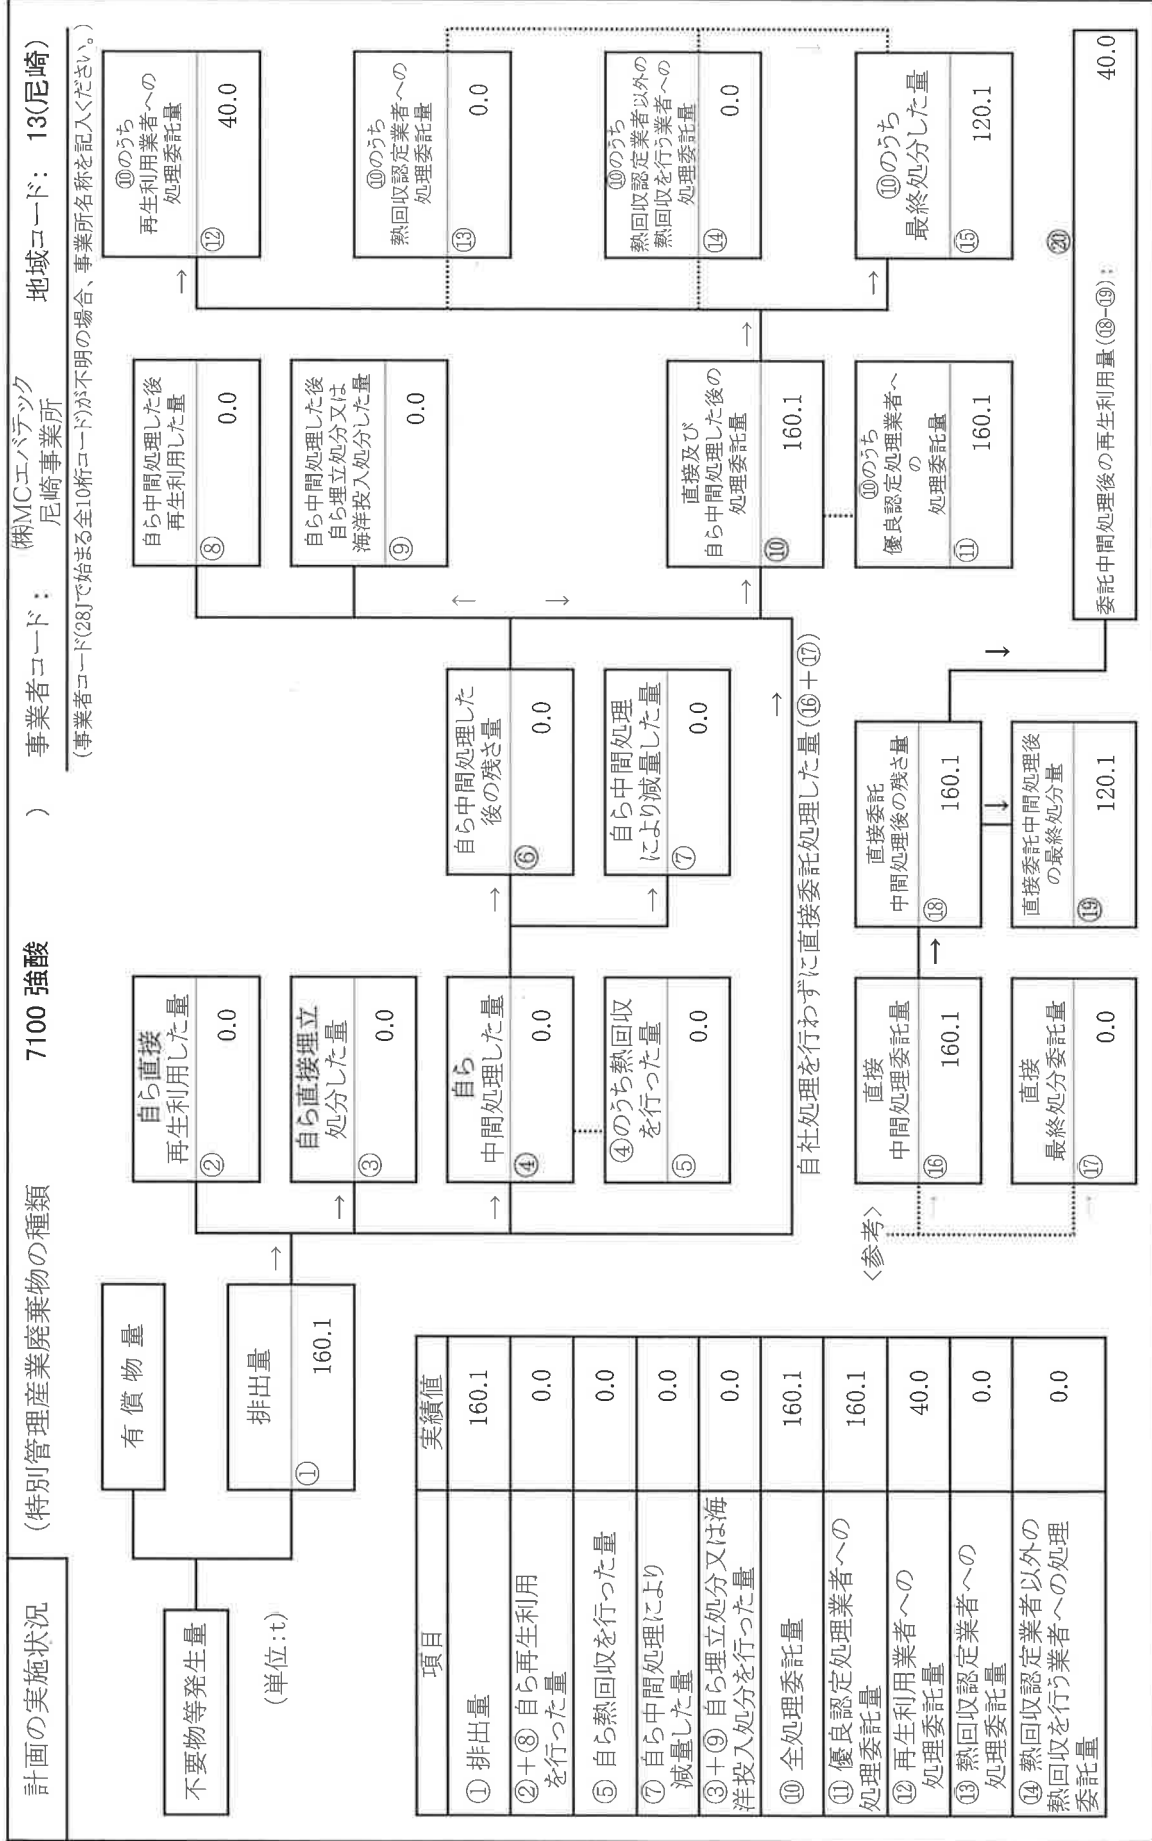 計画の実施状況
(特別管理産業廃棄物の種類　7100 強酸　)
事業者コード：　㈱MCエバテック
尼崎事業所
地域コード：　13(尼崎)
(事業者コード(28Jで始まる全10桁コード)が不明の場合、事業所名称を記入ください。)
不要物等発生量
(単位:t)
有 償 物 量
排出量
① 160.1
→
自ら直接
再生利用した量
② 0.0
→
自ら直接埋立
処分した量
③ 0.0
→
自ら
中間処理した量
④ 0.0
④のうち熱回収
を行った量
⑤ 0.0
→
自ら中間処理した
後の残さ量
⑥ 0.0
→
自ら中間処理
により減量した量
⑦ 0.0
自ら中間処理した後
再生利用した量
⑧ 0.0
自ら中間処理した後
自ら埋立処分又は
海洋投入処分した量
⑨ 0.0
← →
→
自社処理を行わずに直接委託処理した量(⑯＋⑰)
→
直接及び
自ら中間処理した後の
処理委託量
⑩ 160.1
⑩のうち
優良認定処理業者へ
の
処理委託量
⑪ 160.1
→
→
⑩のうち
再生利用業者への
処理委託量
⑫ 40.0
⑩のうち
熱回収認定業者への
処理委託量
⑬ 0.0
⑩のうち
熱回収認定業者以外の
熱回収を行う業者への
処理委託量
⑭ 0.0
→
⑩のうち
最終処分した量
⑮ 120.1
<参考>
→
直接
中間処理委託量
⑯ 160.1
→
直接
最終処分委託量
⑰ 0.0
→
直接委託
中間処理後の残さ量
⑱ 160.1
→
直接委託中間処理後
の最終処分量
⑲ 120.1
→
⑳
委託中間処理後の再生利用量(⑱-⑲)： 40.0
項目　実績値
① 排出量　160.1
②＋⑧ 自ら再生利用
を行った量　0.0
⑤ 自ら熱回収を行った量　0.0
⑦ 自ら中間処理により
減量した量　0.0
③＋⑨ 自ら埋立処分又は海
洋投入処分を行った量　0.0
⑩ 全処理委託量　160.1
⑪ 優良認定処理業者への
処理委託量　160.1
⑫ 再生利用業者への
処理委託量　40.0
⑬ 熱回収認定業者への
処理委託量　0.0
⑭ 熱回収認定業者以外の
熱回収を行う業者への処理
委託量　0.0